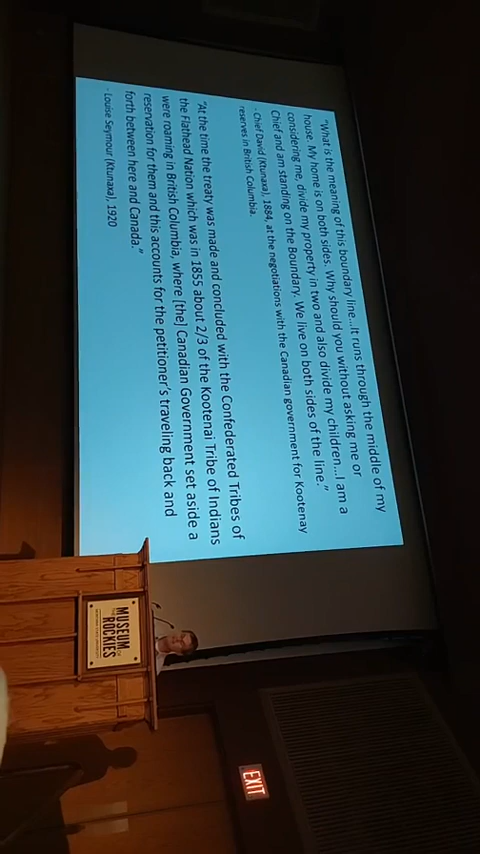 "What is the meaning of this boundary line...it runs through the middle of my
house. My home is on both sides. Why should you without asking me or
considering me, divide my property in two and also divide my children...I am a
Chief and am standing on the Boundary. We live on both sides of the line."
- Chief David (Ktunaxa), 1884, at the negotiations with the Canadian government for Kootenay
reserves in British Columbia.
"At the time the treaty was made and concluded with the Confederated Tribes of
the Flathead Nation which was in 1855 about 2/3 of the Kootenai Tribe of Indians
were roaming in British Columbia, where [the] Canadian Government set aside a
reservation for them and this accounts for the petitioner's traveling back and
forth between here and Canada."
- Louise Seymour (Ktunaxa), 1920
MUSEUM OF
THE ROCKIES
EXIT